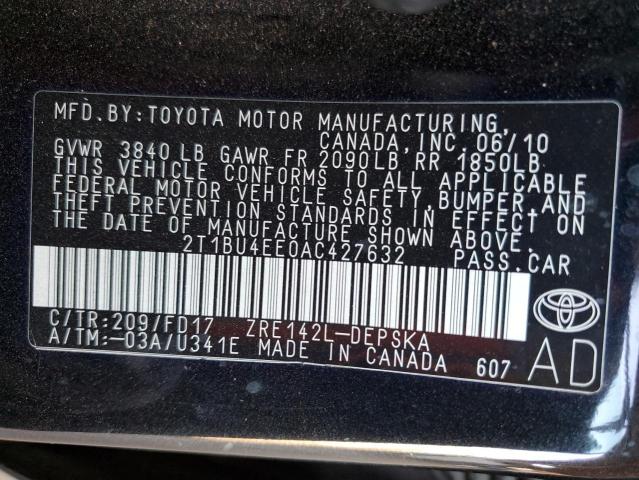 MFD.BY:TOYOTA MOTOR MANUFACTURING,
CANADA, INC. 06/10
GVWR 3840 LB GAWR FR 2090LB RR 1850LB
THIS VEHICLE CONFORMS TO ALL APPLICABLE
FEDERAL MOTOR VEHICLE SAFETY, BUMPER, AND
THEFT PREVENTION STANDARDS IN EFFECT ON
THE DATE OF MANUFACTURE SHOWN ABOVE.
2T1BU4EE0AC427632 PASS.CAR
C/TR:209/FD17 ZRE142L-DEPSKA
A/TM:-03A/U341E MADE IN CANADA 607
AD